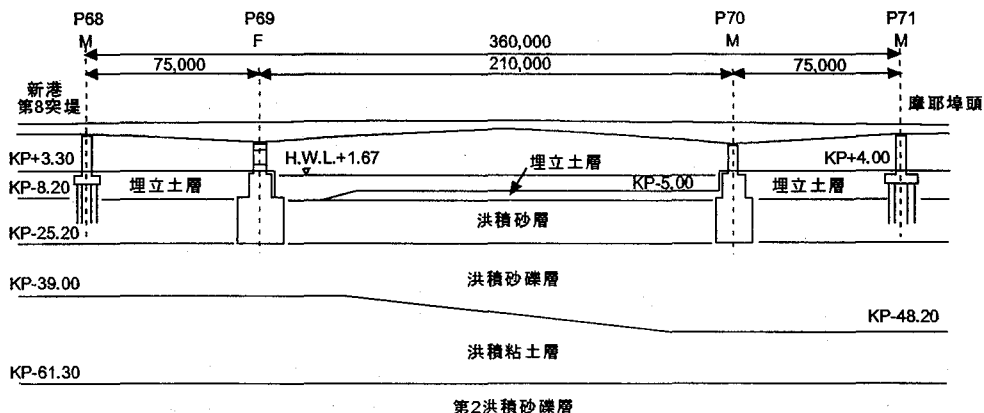 P68 P69 P70 P71
M F M M
360,000
75,000 210,000 75,000
新港
第8突堤
摩耶埠頭
KP+3.30 H.W.L.+1.67 埋立土層 KP+4.00
KP-8.20 埋立土層 KP-5.00 埋立土層
洪積砂層
KP-25.20
洪積砂礫層
KP-39.00
KP-48.20
洪積粘土層
KP-61.30
第2洪積砂礫層